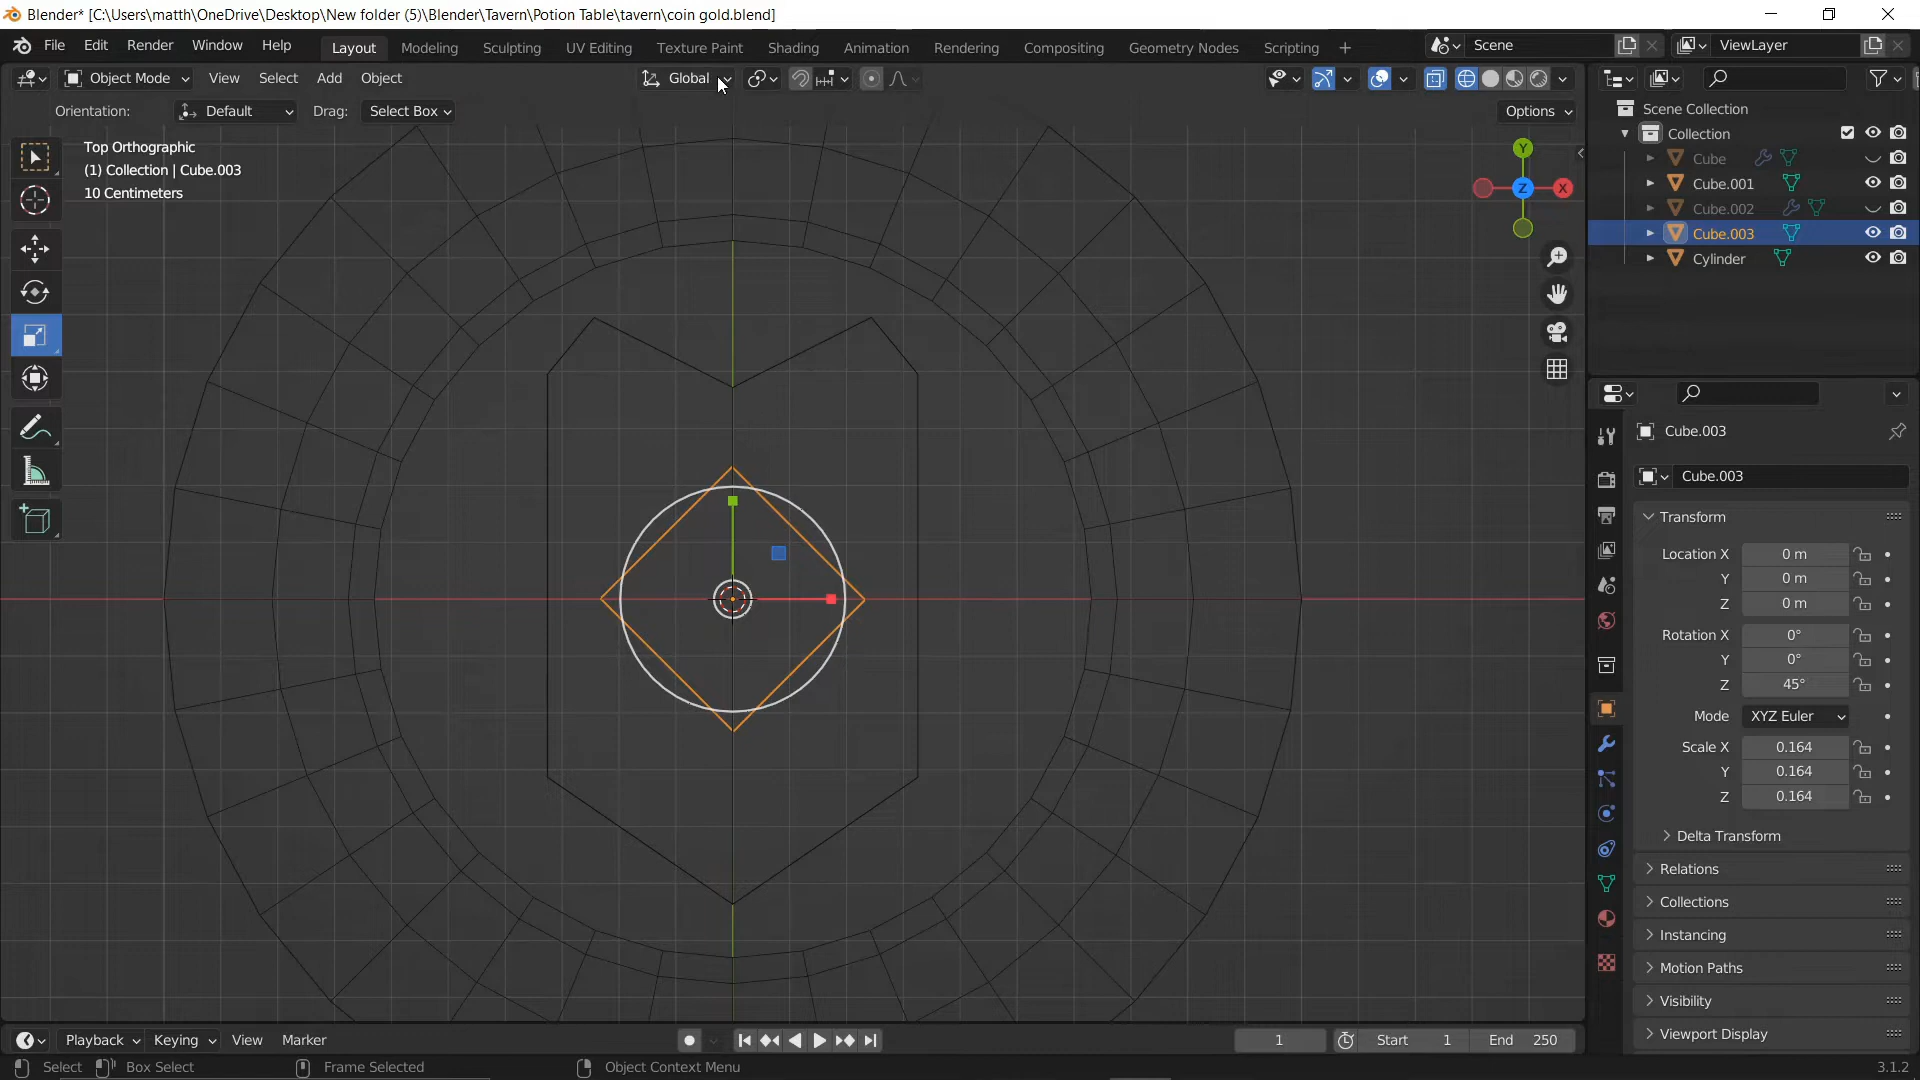 Blender* [C:\Users\matth\OneDrive\Desktop\New folder (5)\Blender\Tavern\Potion Table\tavern\coin gold.blend]
File Edit Render Window Help Layout Modeling Sculpting UV Editing Texture Paint Shading Animation Rendering Compositing Geometry Nodes Scripting + Scene ViewLayer
Object Mode View Select Add Object Global
Orientation: Default Drag: Select Box Options
Scene Collection
Collection
Cube
Cube.001
Cube.002
Cube.003
Cylinder
Top Orthographic
(1) Collection | Cube.003
10 Centimeters
Y
Z X
Cube.003
Cube.003
Transform
Location X 0 m
Y 0 m
Z 0 m
Rotation X 0°
Y 0°
Z 45°
Mode XYZ Euler
Scale X 0.164
Y 0.164
Z 0.164
Delta Transform
Relations
Collections
Instancing
Motion Paths
Visibility
Viewport Display
Playback Keying View Marker 1 Start 1 End 250
Select Box Select Frame Selected Object Context Menu 3.1.2